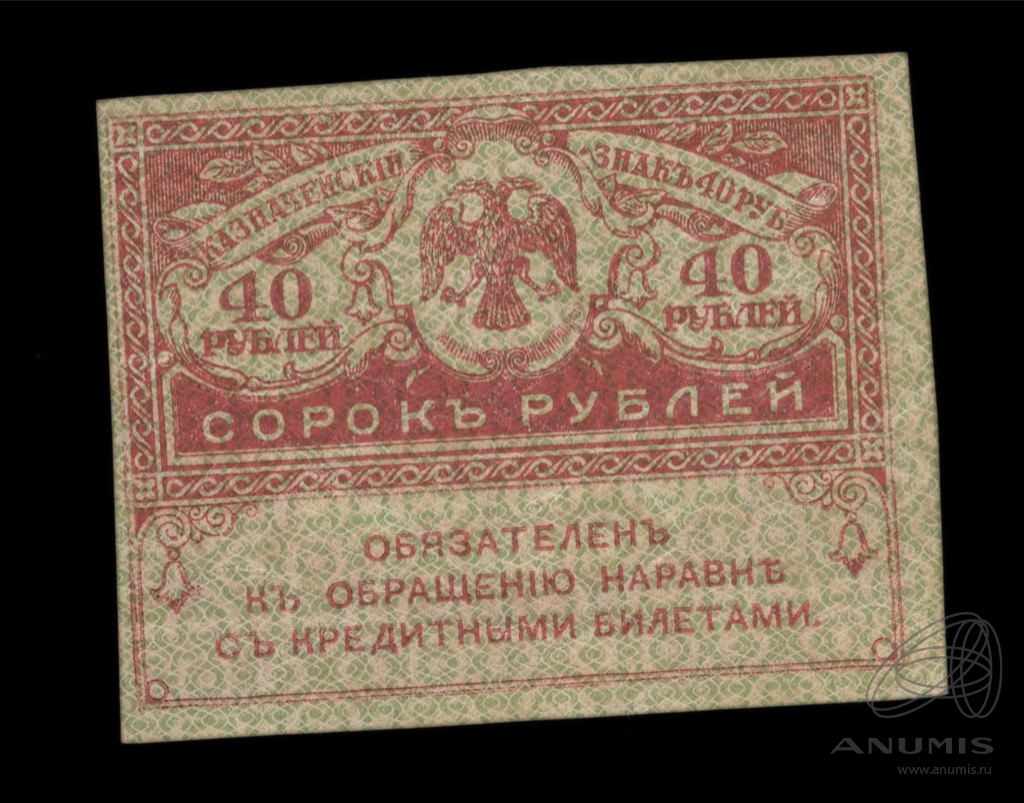 КАЗНАЧЕЙСКІЙ ЗНАКЪ 40 РУБ
40 40
РУБЛЕЙ РУБЛЕЙ
СОРОКЪ РУБЛЕЙ
ОБЯЗАТЕЛЕНЪ
КЪ ОБРАЩЕНІЮ НАРАВНѢ
СЪ КРЕДИТНЫМИ БИЛЕТАМИ.
ANUMIS
www.anumis.ru